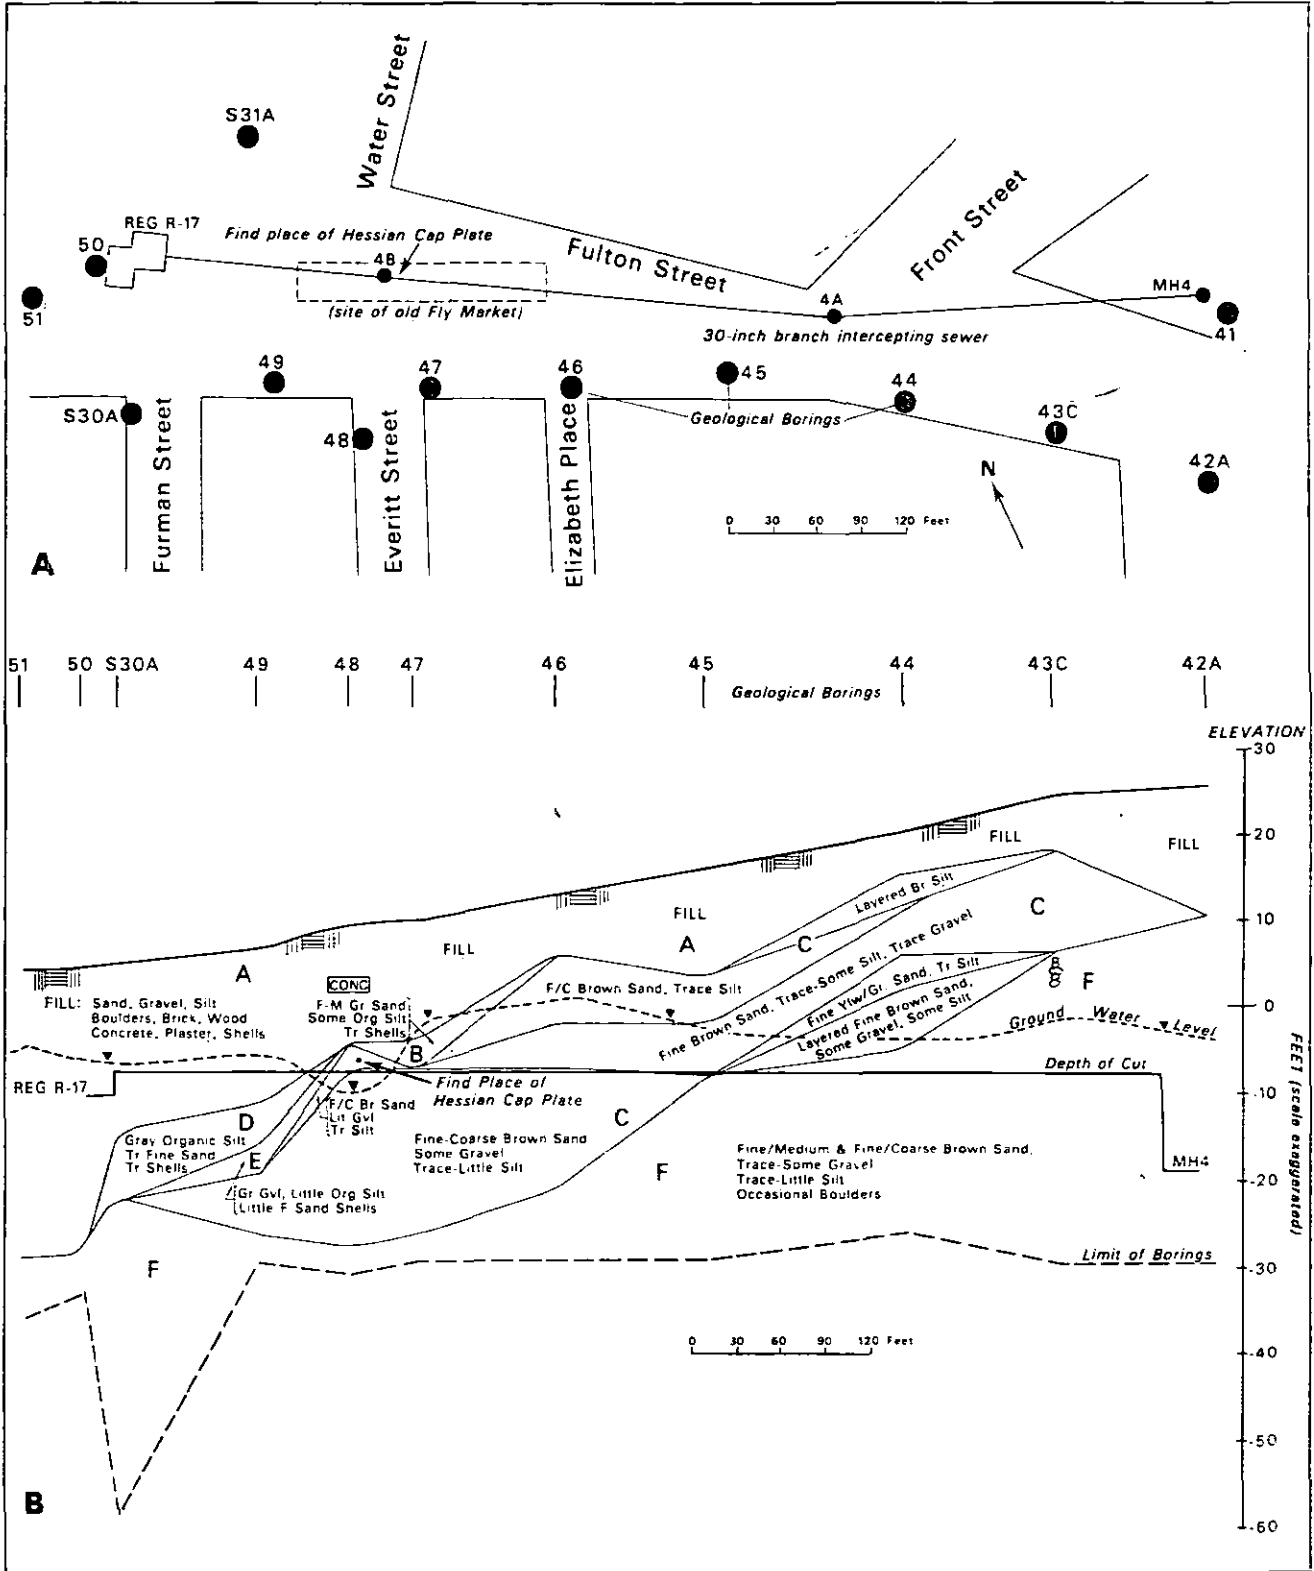 S31A
Water Street
REG R-17
Find place of Hessian Cap Plate
50
4B
Fulton Street
Front Street
MH4
51
(site of old Fly Market)
4A
30-inch branch intercepting sewer
41
49
47
46
45
44
S30A
Geological Borings
43C
48
42A
Furman Street
Everitt Street
Elizabeth Place
N
0 30 60 90 120 Feet
A
51 50 S30A 49 48 47 46 45 44 43C 42A
Geological Borings
ELEVATION
30
20
10
0
-10
-20
-30
-40
-50
-60
FEET (scale exaggerated)
FILL
FILL
FILL
FILL
Layered Br Silt
C
C
A
A
FILL: Sand, Gravel, Silt
Boulders, Brick, Wood
Concrete, Plaster, Shells
CONC
F-M Gr Sand
Some Org Silt
Tr Shells
B
F/C Brown Sand, Trace Silt
Fine Brown Sand, Trace-Some Silt, Trace Gravel
Fine Ylw/Gr. Sand, Tr Silt
Layered Fine Brown Sand,
Some Gravel, Some Silt
F
Ground Water Level
REG R-17
Depth of Cut
Find Place of
Hessian Cap Plate
F/C Br Sand
Lit Gvl
Tr Silt
D
Gray Organic Silt
Tr Fine Sand
Tr Shells
E
Gr Gvl, Little Org Silt
Little F Sand Shells
C
Fine-Coarse Brown Sand
Some Gravel
Trace-Little Silt
F
Fine/Medium & Fine/Coarse Brown Sand,
Trace-Some Gravel
Trace-Little Silt
Occasional Boulders
MH4
F
Limit of Borings
0 30 60 90 120 Feet
B